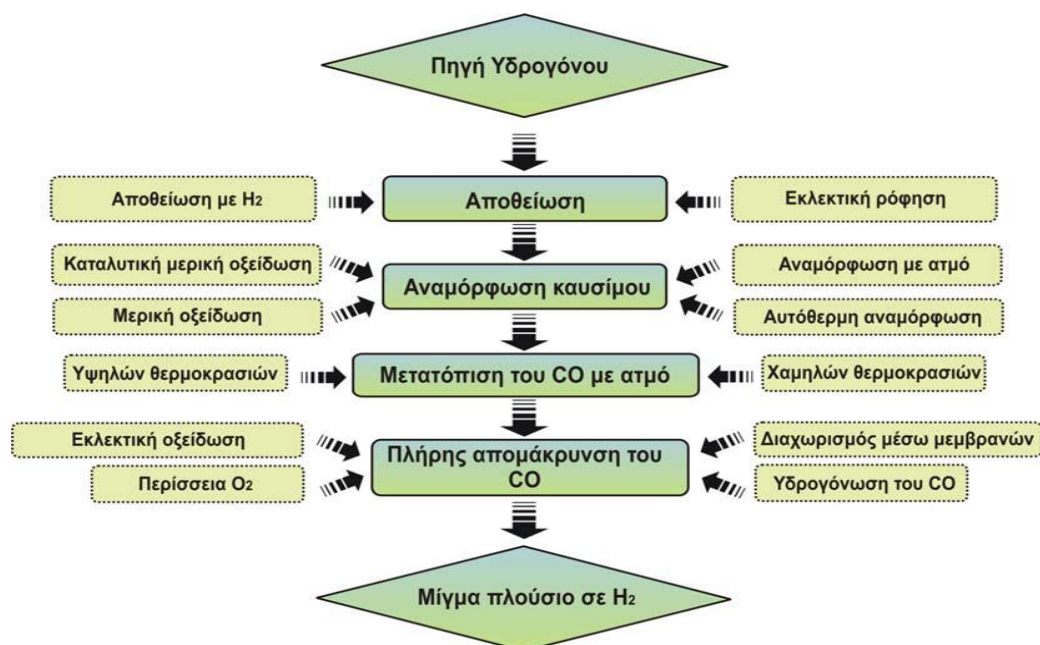 Πηγή Υδρογόνου
Αποθείωση με H2
Αποθείωση
Εκλεκτική ρόφηση
Καταλυτική μερική οξείδωση
Αναμόρφωση με ατμό
Αναμόρφωση καυσίμου
Μερική οξείδωση
Αυτόθερμη αναμόρφωση
Υψηλών θερμοκρασιών
Μετατόπιση του CO με ατμό
Χαμηλών θερμοκρασιών
Εκλεκτική οξείδωση
Διαχωρισμός μέσω μεμβρανών
Πλήρης απομάκρυνση του
CO
Περίσσεια O2
Υδρογόνωση του CO
Μίγμα πλούσιο σε H2